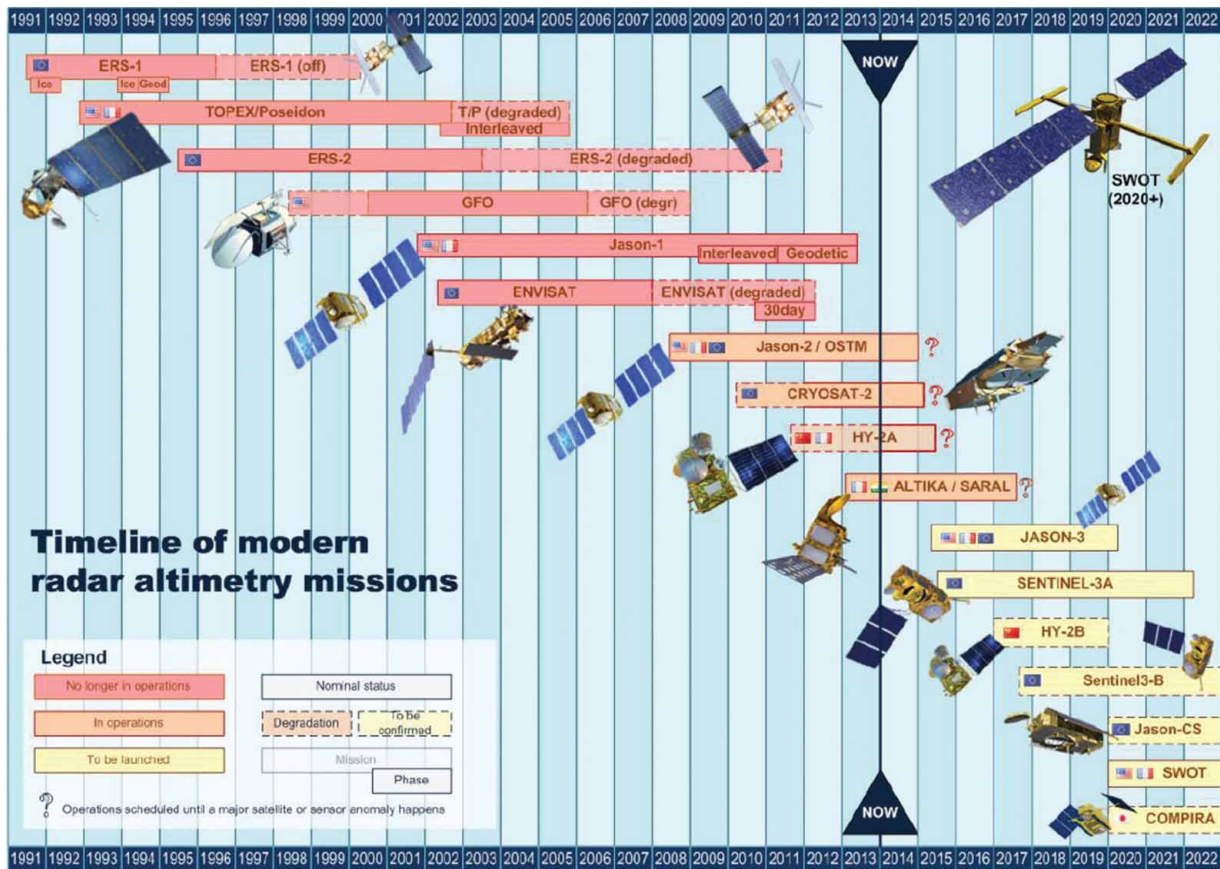 1991 1992 1993 1994 1995 1996 1997 1998 1999 2000 2001 2002 2003 2004 2005 2006 2007 2008 2009 2010 2011 2012 2013 2014 2015 2016 2017 2018 2019 2020 2021 2022
NOW
ERS-1 ERS-1 (off)
Ice Ice Geod
TOPEX/Poseidon T/P (degraded)
Interleaved
ERS-2 ERS-2 (degraded)
SWOT
(2020+)
GFO GFO (degr)
Jason-1
Interleaved Geodetic
ENVISAT ENVISAT (degraded)
30day
Jason-2 / OSTM ?
CRYOSAT-2 ?
HY-2A ?
ALTIKA / SARAL ?
JASON-3
SENTINEL-3A
HY-2B
Sentinel3-B
Jason-CS
SWOT
COMPIRA
NOW
Timeline of modern
radar altimetry missions
Legend
No longer in operations
In operations
To be launched
Nominal status
Degradation
To be
confirmed
Mission
Phase
? Operations scheduled until a major satellite or sensor anomaly happens
1991 1992 1993 1994 1995 1996 1997 1998 1999 2000 2001 2002 2003 2004 2005 2006 2007 2008 2009 2010 2011 2012 2013 2014 2015 2016 2017 2018 2019 2020 2021 2022